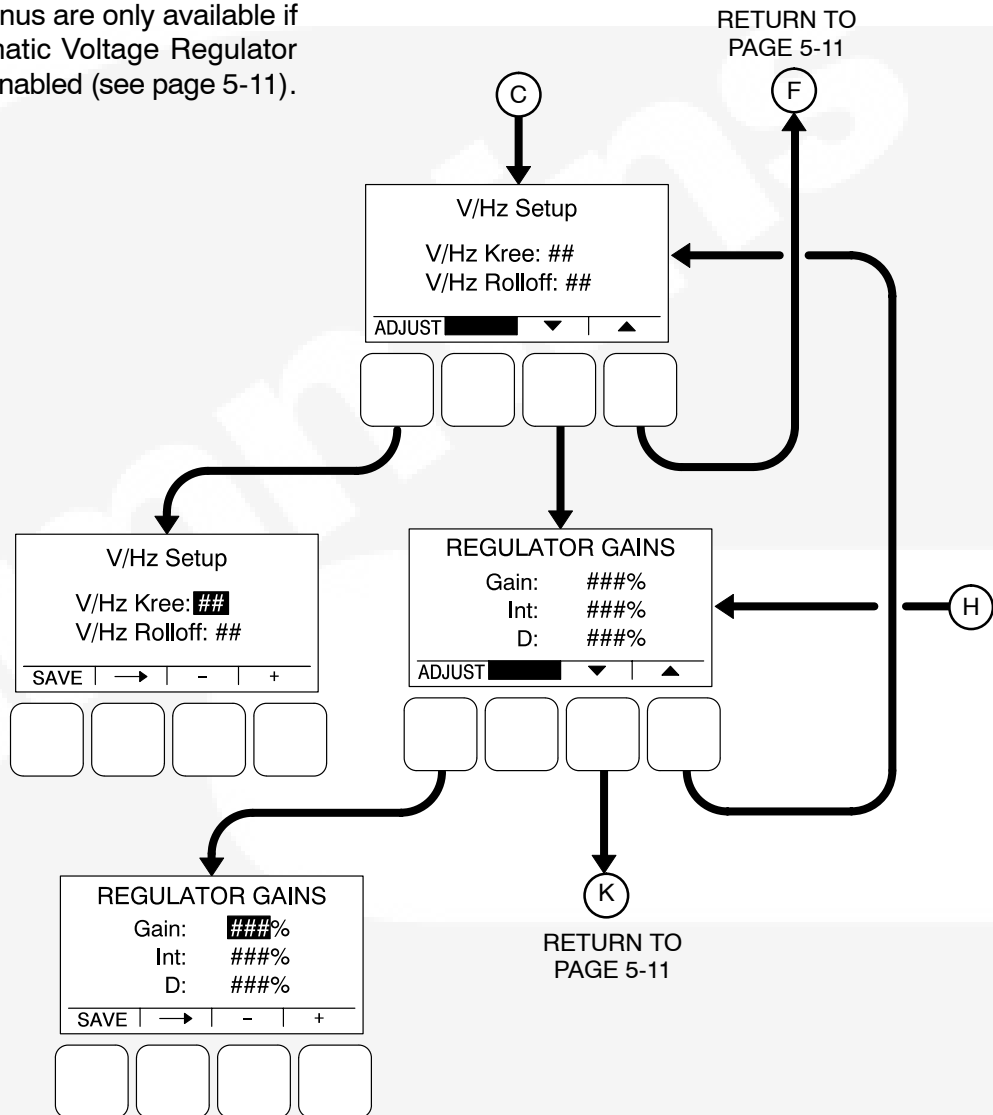 nus are only available if
matic Voltage Regulator
nabled (see page 5-11).
RETURN TO
PAGE 5-11
C
F
V/Hz Setup
V/Hz Kree: ##
V/Hz Rolloff: ##
ADJUST ▼ ▲
V/Hz Setup
V/Hz Kree: ##
V/Hz Rolloff: ##
SAVE → - +
REGULATOR GAINS
Gain: ###%
Int: ###%
D: ###%
ADJUST ▼ ▲
H
REGULATOR GAINS
Gain: ###%
Int: ###%
D: ###%
SAVE → - +
K
RETURN TO
PAGE 5-11